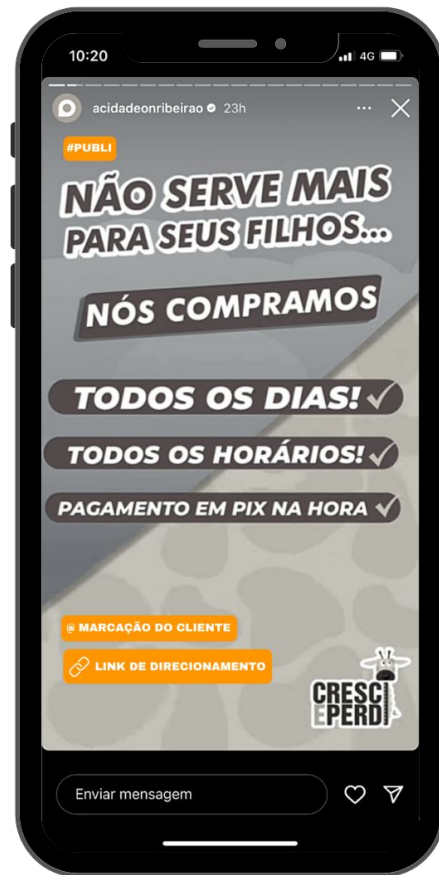 10:20
4G
acidadeonribeirao 23h
#PUBLI
NÃO SERVE MAIS
PARA SEUS FILHOS...
NÓS COMPRAMOS
TODOS OS DIAS!
TODOS OS HORÁRIOS!
PAGAMENTO EM PIX NA HORA
@ MARCAÇÃO DO CLIENTE
LINK DE DIRECIONAMENTO
CRESCI
E PERDI
Enviar mensagem